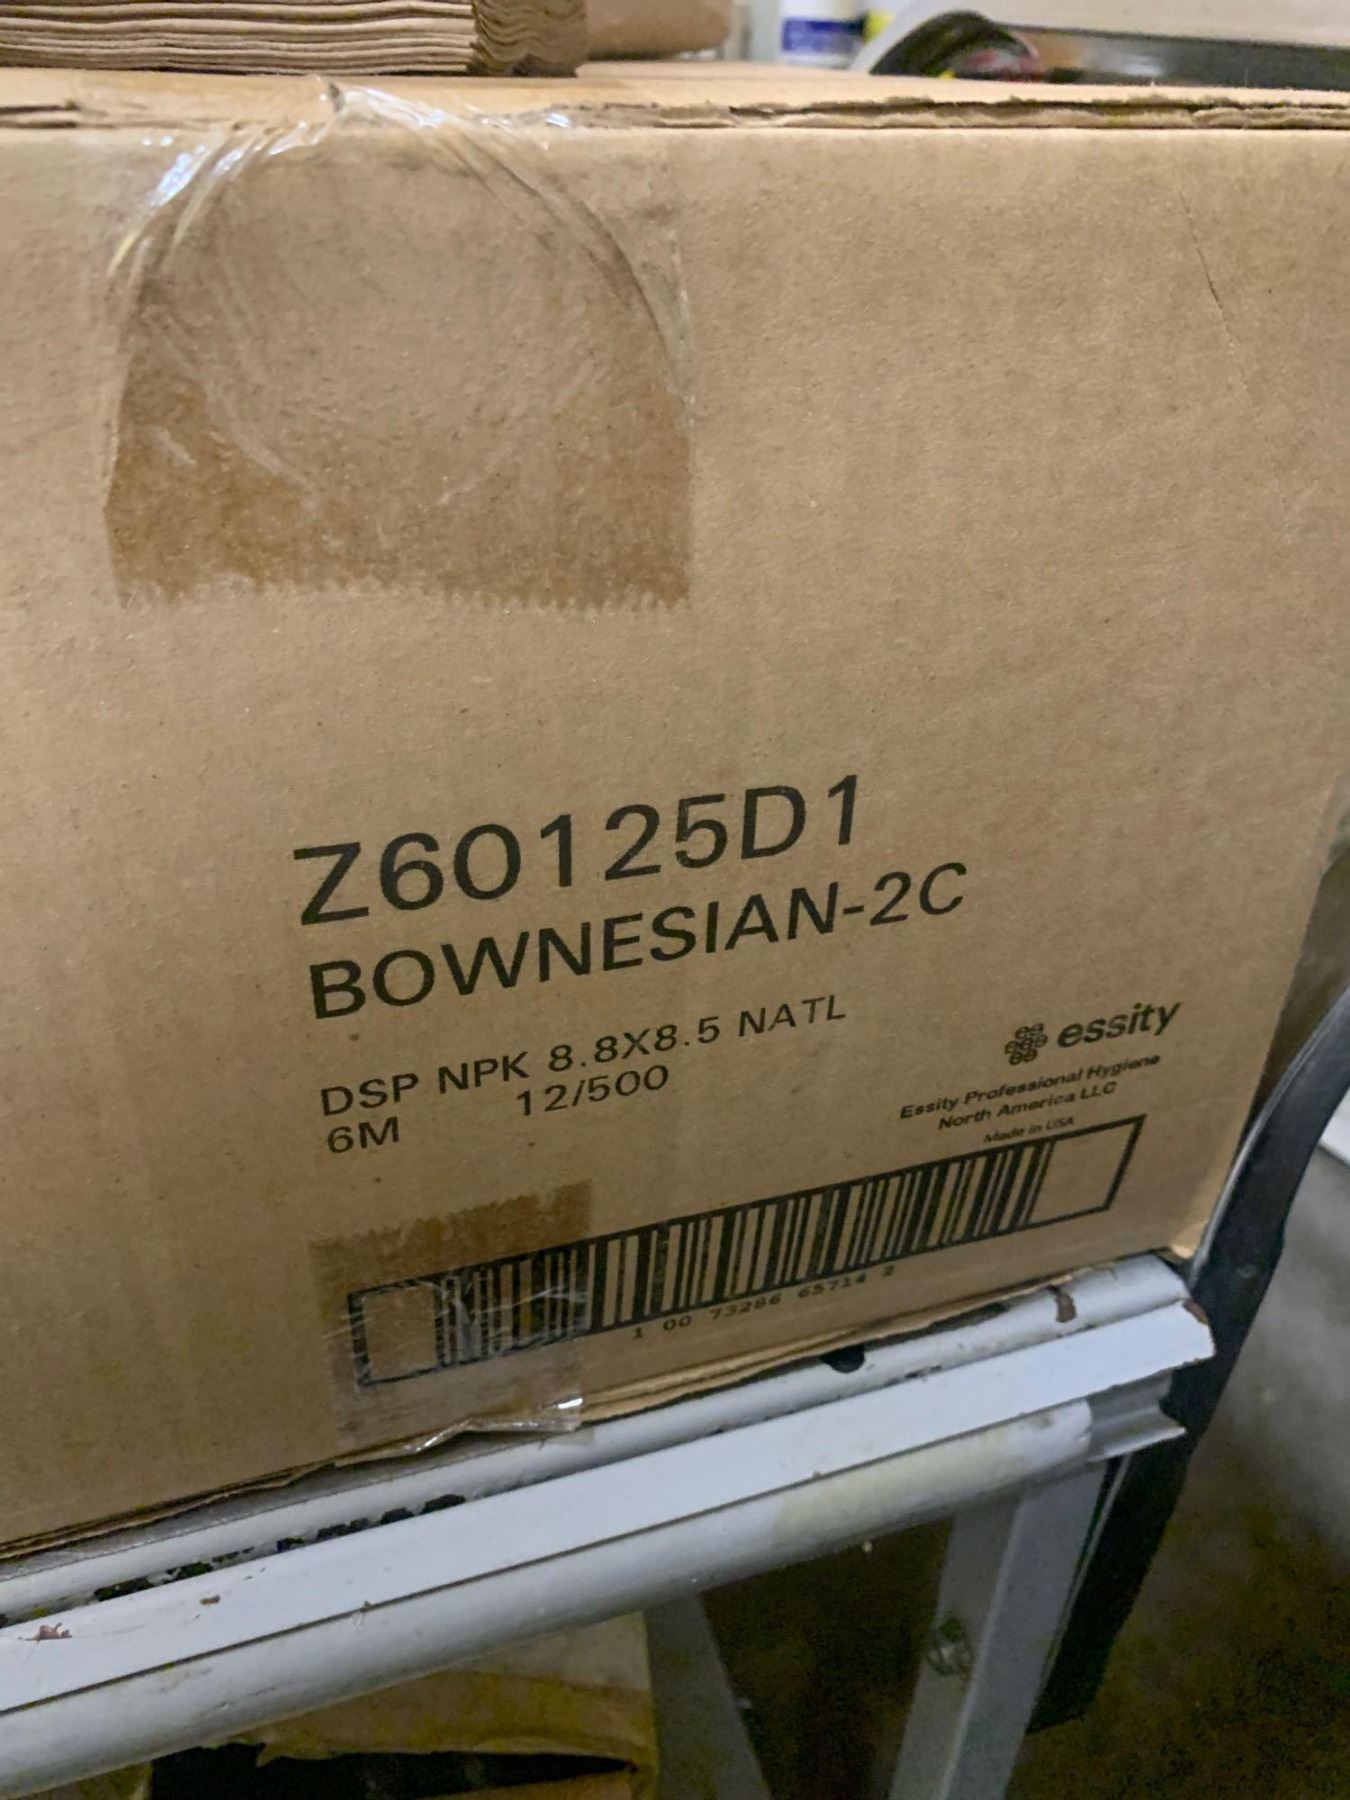 Z60125D1
BOWNESIAN-2C
DSP NPK 8.8X8.5 NATL
6M 12/500
essity
Essity Professional Hygiene
North America LLC
Made in USA
1 00 73286 65714 2